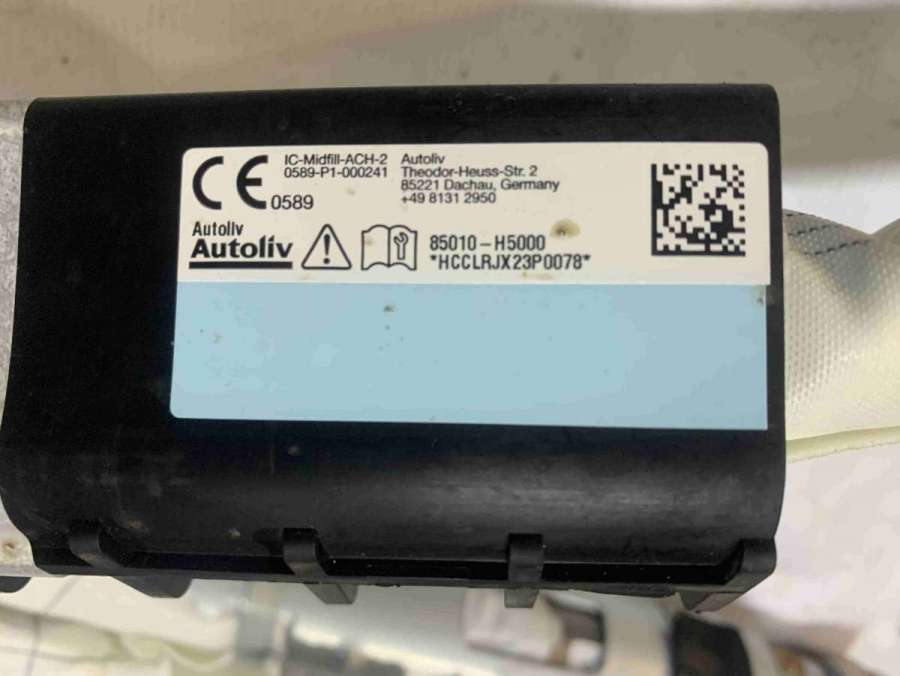 CE 0589
IC-Midfill-ACH-2
0589-P1-000241
Autoliv
Theodor-Heuss-Str. 2
85221 Dachau, Germany
+49 8131 2950
Autoliv
Autoliv
85010-H5000
*HCCLRJX23P0078*